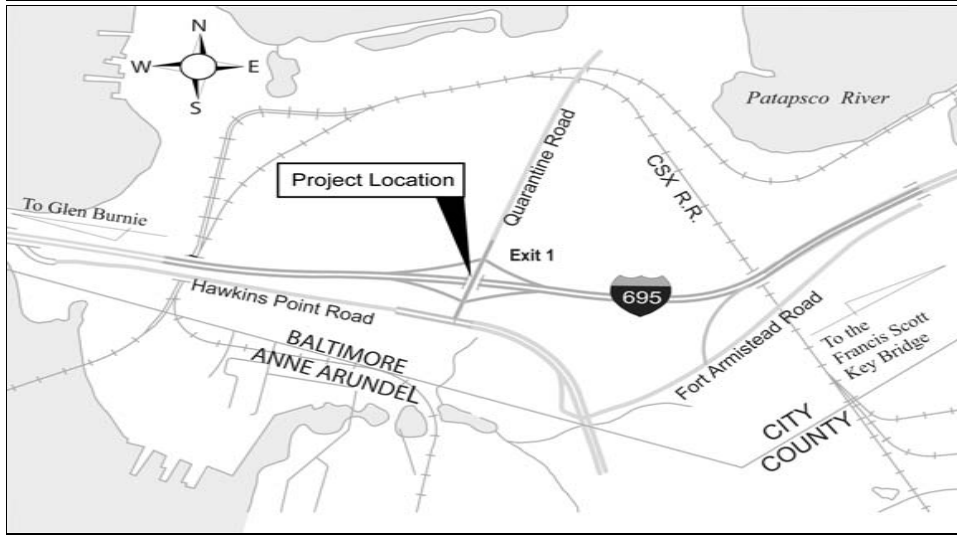 N
W
E
S
Patapsco River
Quarantine Road
CSX R.R.
Project Location
To Glen Burnie
Exit 1
695
Hawkins Point Road
Fort Armistead Road
To the
Francis Scott
Key Bridge
BALTIMORE
ANNE ARUNDEL
CITY
COUNTY